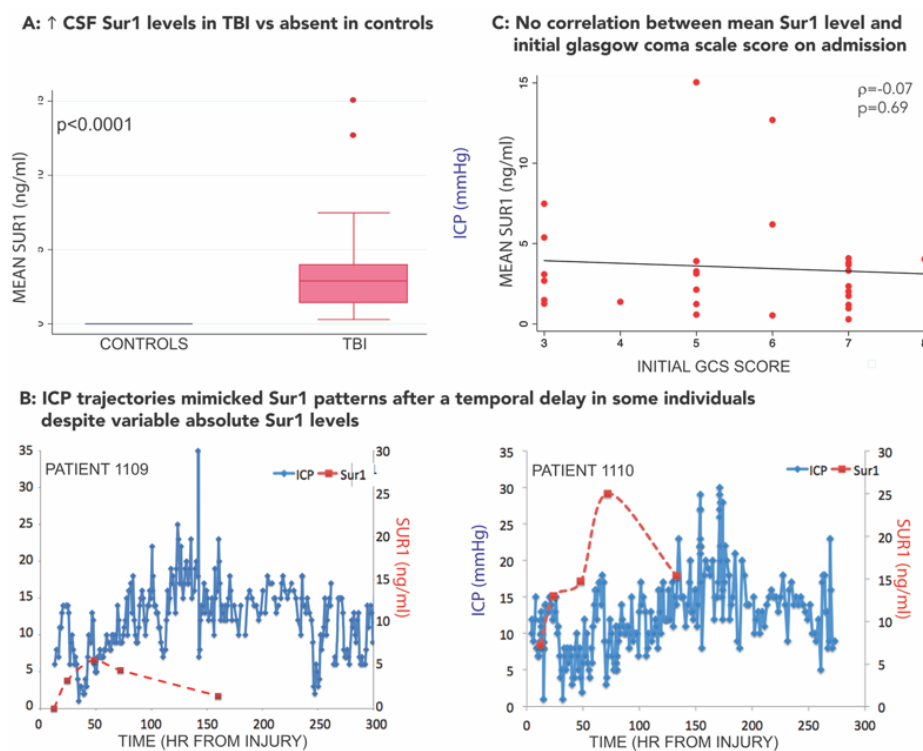 A: ↑ CSF Sur1 levels in TBI vs absent in controls
p<0.0001
MEAN SUR1 (ng/ml)
CONTROLS
TBI
C: No correlation between mean Sur1 level and
initial glasgow coma scale score on admission
ICP (mmHg)
MEAN SUR1 (ng/ml)
15
10
5
0
ρ=-0.07
p=0.69
3
4
5
6
7
8
INITIAL GCS SCORE
B: ICP trajectories mimicked Sur1 patterns after a temporal delay in some individuals
despite variable absolute Sur1 levels
35
30
25
20
15
10
5
0
PATIENT 1109
ICP
Sur1
30
25
20
15
10
5
0
SUR1 (ng/ml)
0
50
100
150
200
250
300
TIME (HR FROM INJURY)
ICP (mmHg)
35
30
25
20
15
10
5
0
PATIENT 1110
ICP
Sur1
30
25
20
15
10
5
0
SUR1 (ng/ml)
0
50
100
150
200
250
300
TIME (HR FROM INJURY)